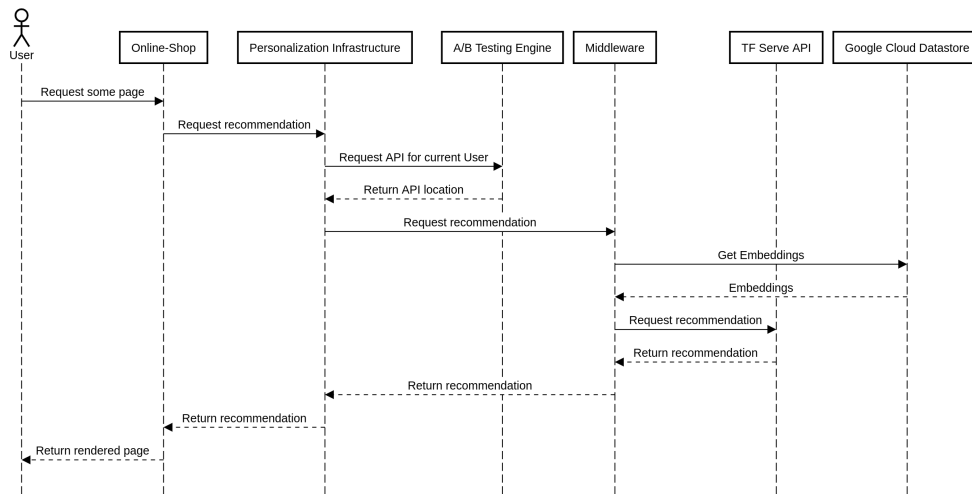 User
Online-Shop
Personalization Infrastructure
A/B Testing Engine
Middleware
TF Serve API
Google Cloud Datastore
Request some page
Request recommendation
Request API for current User
Return API location
Request recommendation
Get Embeddings
Embeddings
Request recommendation
Return recommendation
Return recommendation
Return recommendation
Return rendered page